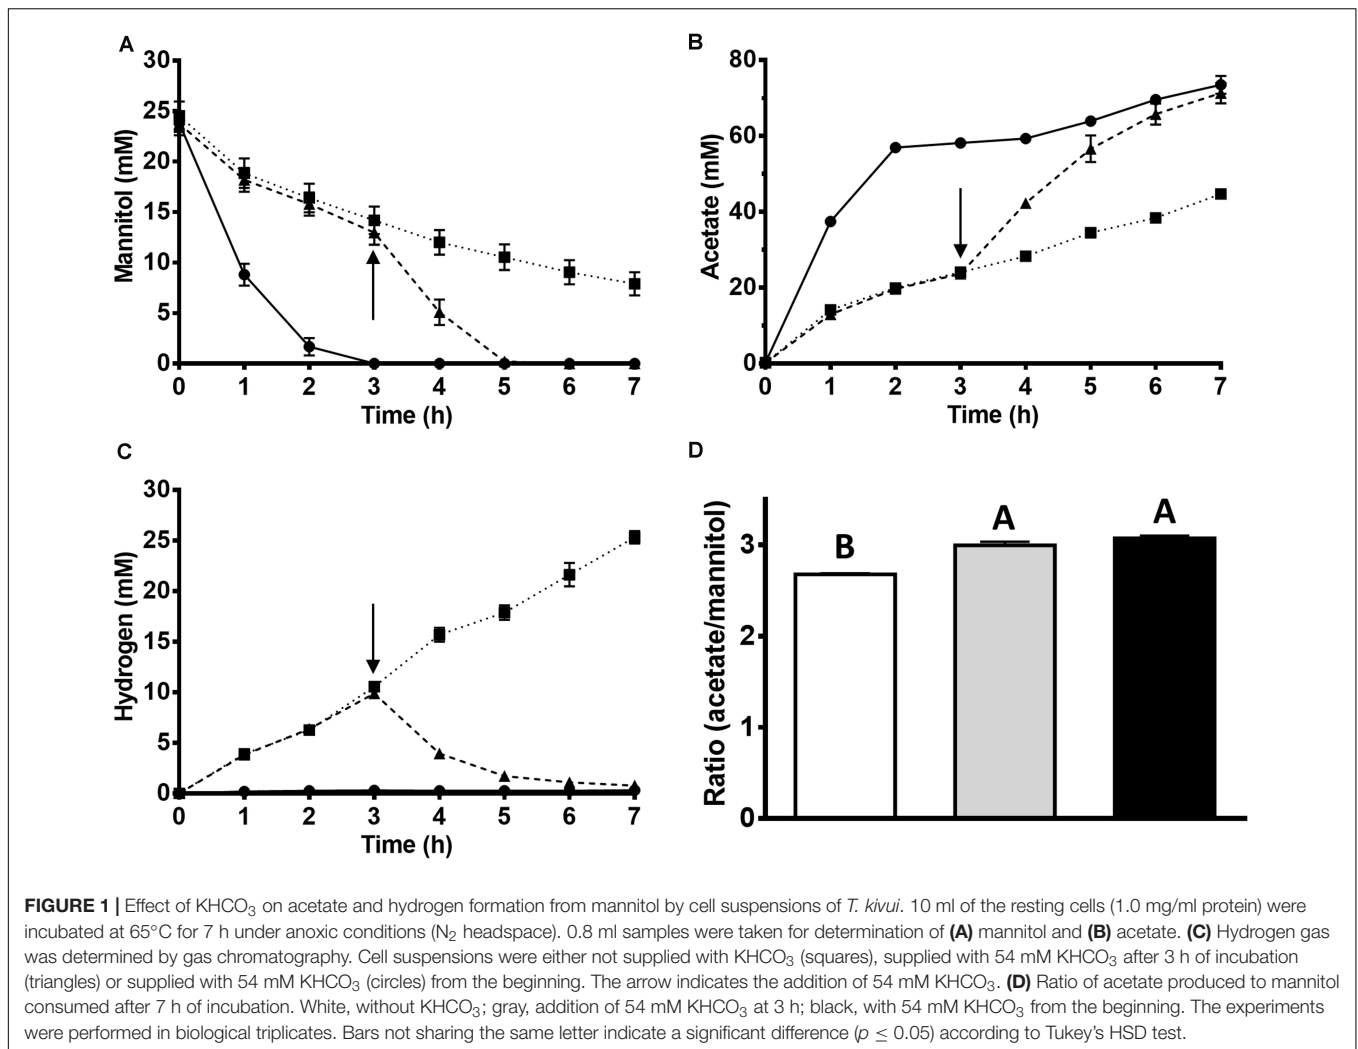 A
30
25
20
15
10
5
0
Mannitol (mM)
0 1 2 3 4 5 6 7
Time (h)
B
80
60
40
20
0
Acetate (mM)
0 1 2 3 4 5 6 7
Time (h)
C
30
25
20
15
10
5
0
Hydrogen (mM)
0 1 2 3 4 5 6 7
Time (h)
D
3
2
1
0
Ratio (acetate/mannitol)
B A A
FIGURE 1 | Effect of KHCO3 on acetate and hydrogen formation from mannitol by cell suspensions of T. kivui. 10 ml of the resting cells (1.0 mg/ml protein) were
incubated at 65°C for 7 h under anoxic conditions (N2 headspace). 0.8 ml samples were taken for determination of (A) mannitol and (B) acetate. (C) Hydrogen gas
was determined by gas chromatography. Cell suspensions were either not supplied with KHCO3 (squares), supplied with 54 mM KHCO3 after 3 h of incubation
(triangles) or supplied with 54 mM KHCO3 (circles) from the beginning. The arrow indicates the addition of 54 mM KHCO3. (D) Ratio of acetate produced to mannitol
consumed after 7 h of incubation. White, without KHCO3; gray, addition of 54 mM KHCO3 at 3 h; black, with 54 mM KHCO3 from the beginning. The experiments
were performed in biological triplicates. Bars not sharing the same letter indicate a significant difference (p ≤ 0.05) according to Tukey's HSD test.